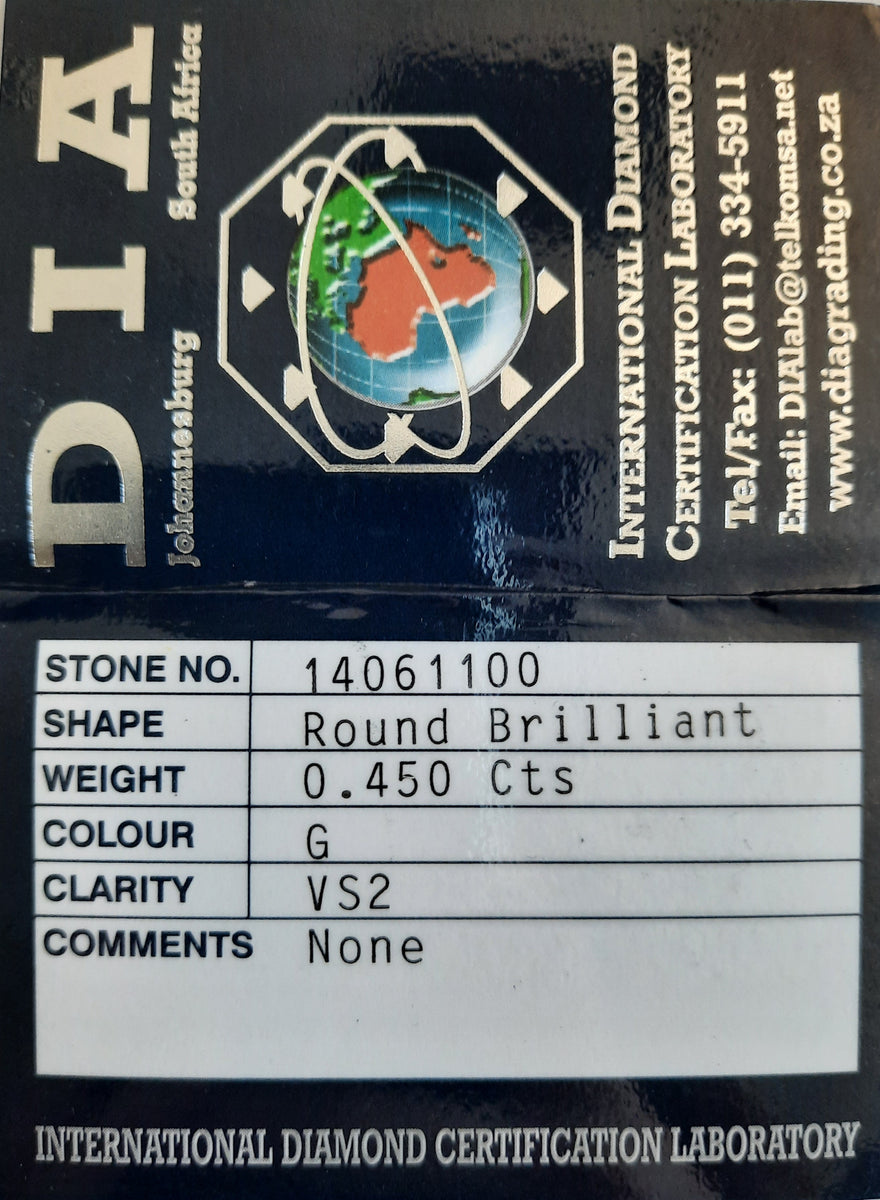 DIA
Johannesburg South Africa
INTERNATIONAL DIAMOND
CERTIFICATION LABORATORY
Tel/Fax: (011) 334-5911
Email: DIAlab@telkomsa.net
www.diagrading.co.za
STONE NO. 14061100
SHAPE Round Brilliant
WEIGHT 0.450 Cts
COLOUR G
CLARITY VS2
COMMENTS None
INTERNATIONAL DIAMOND CERTIFICATION LABORATORY